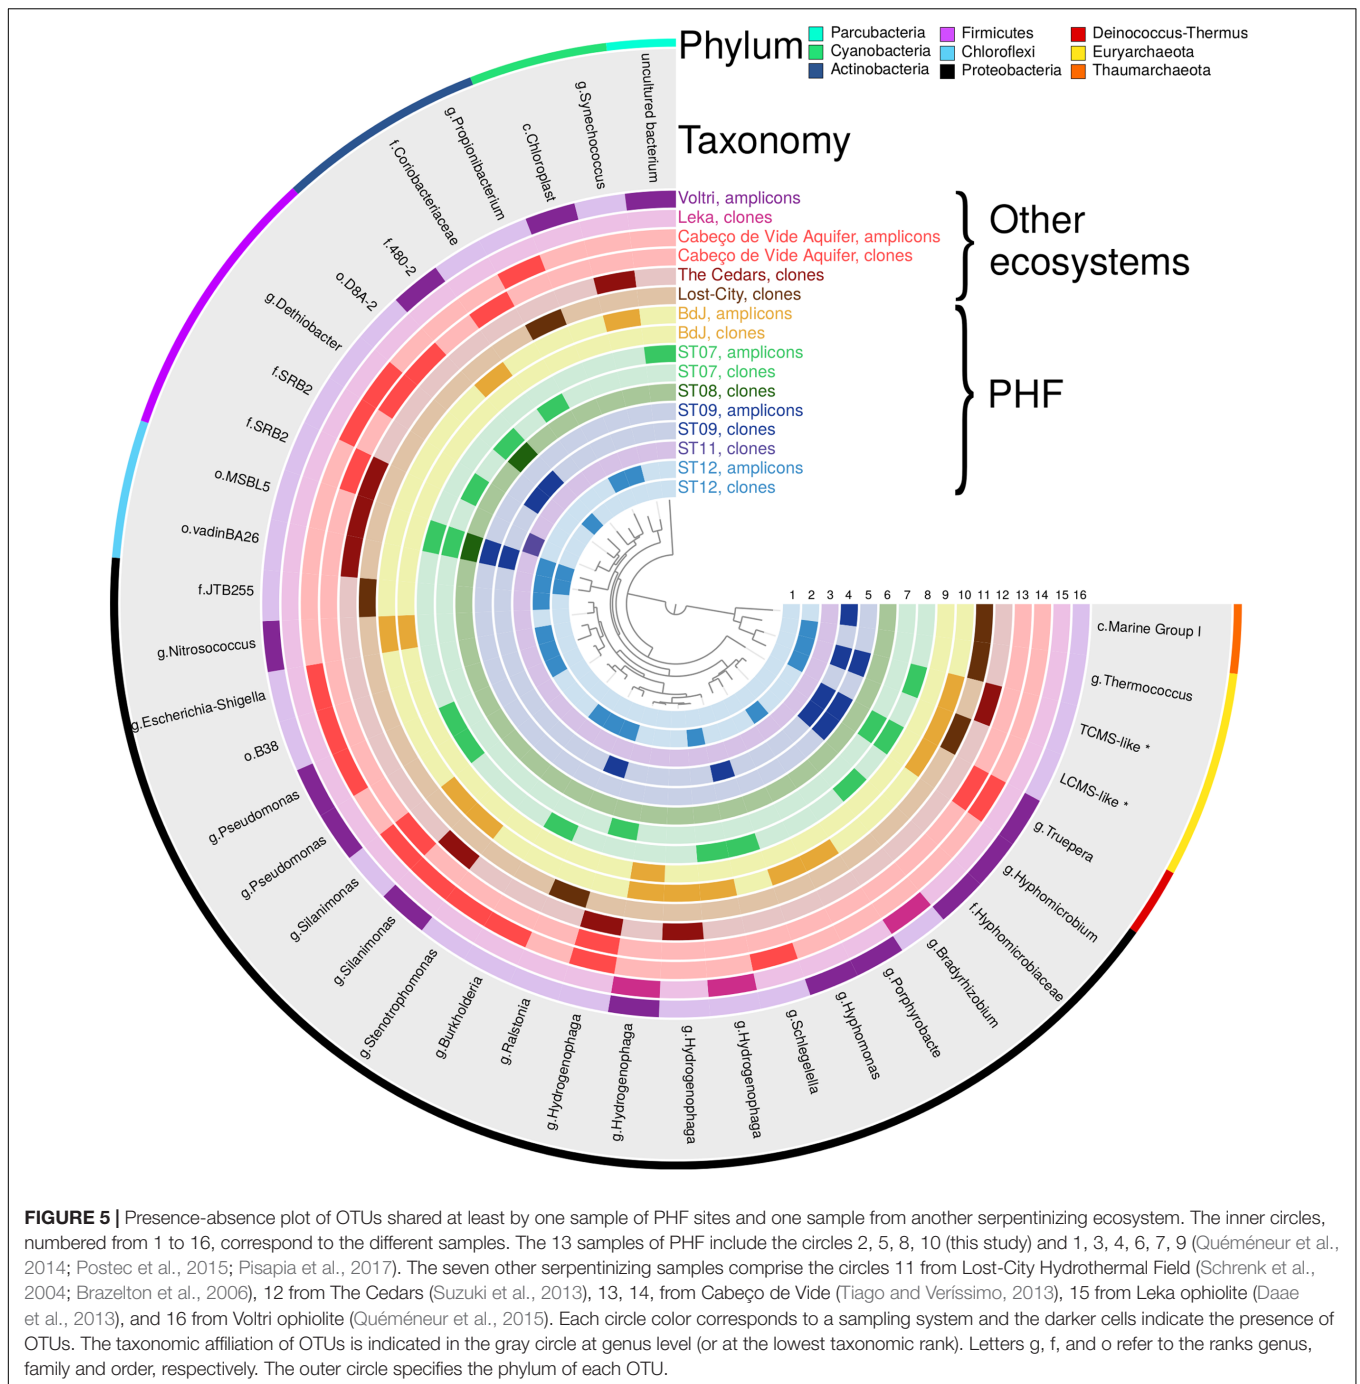 Phylum
Parcubacteria
Cyanobacteria
Actinobacteria
Firmicutes
Chloroflexi
Proteobacteria
Deinococcus-Thermus
Euryarchaeota
Thaumarchaeota
Taxonomy
Voltri, amplicons
Leka, clones
Cabeço de Vide Aquifer, amplicons
Cabeço de Vide Aquifer, clones
The Cedars, clones
Lost-City, clones
BdJ, amplicons
BdJ, clones
ST07, amplicons
ST07, clones
ST08, clones
ST09, amplicons
ST09, clones
ST11, clones
ST12, amplicons
ST12, clones
Other
ecosystems
PHF
1 2 3 4 5 6 7 8 9 10 11 12 13 14 15 16
uncultured bacterium
g.Synechococcus
c.Chloroplast
g.Propionibacterium
f.Coriobacteriaceae
f.480-2
o.D8A-2
g.Dethiobacter
f.SRB2
f.SRB2
o.MSBL5
o.vadinBA26
f.JTB255
g.Nitrosococcus
g.Escherichia-Shigella
o.B38
g.Pseudomonas
g.Pseudomonas
g.Silanimonas
g.Silanimonas
g.Stenotrophomonas
g.Burkholderia
g.Ralstonia
g.Hydrogenophaga
g.Hydrogenophaga
g.Hydrogenophaga
g.Hydrogenophaga
g.Schlegelella
g.Hyphomonas
g.Porphyrobacte
g.Bradyrhizobium
f.Hyphomicrobiaceae
g.Hyphomicrobium
g.Truepera
LCMS-like *
TCMS-like *
g.Thermococcus
c.Marine Group I
FIGURE 5 | Presence-absence plot of OTUs shared at least by one sample of PHF sites and one sample from another serpentinizing ecosystem. The inner circles,
numbered from 1 to 16, correspond to the different samples. The 13 samples of PHF include the circles 2, 5, 8, 10 (this study) and 1, 3, 4, 6, 7, 9 (Quéméneur et al.,
2014; Postec et al., 2015; Pisapia et al., 2017). The seven other serpentinizing samples comprise the circles 11 from Lost-City Hydrothermal Field (Schrenk et al.,
2004; Brazelton et al., 2006), 12 from The Cedars (Suzuki et al., 2013), 13, 14, from Cabeço de Vide (Tiago and Veríssimo, 2013), 15 from Leka ophiolite (Daae
et al., 2013), and 16 from Voltri ophiolite (Quéméneur et al., 2015). Each circle color corresponds to a sampling system and the darker cells indicate the presence of
OTUs. The taxonomic affiliation of OTUs is indicated in the gray circle at genus level (or at the lowest taxonomic rank). Letters g, f, and o refer to the ranks genus,
family and order, respectively. The outer circle specifies the phylum of each OTU.